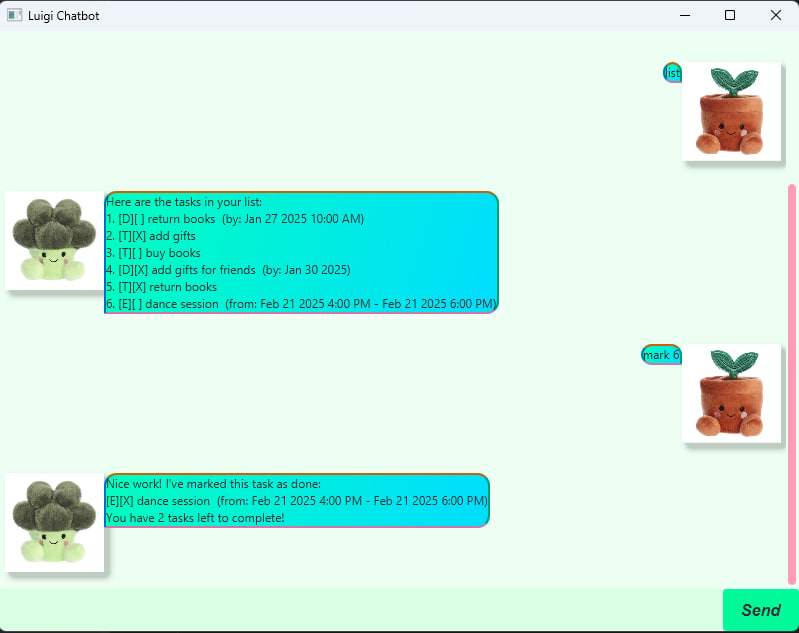 Luigi Chatbot
list
Here are the tasks in your list:
1. [D][ ] return books  (by: Jan 27 2025 10:00 AM)
2. [T][X] add gifts
3. [T][ ] buy books
4. [D][X] add gifts for friends  (by: Jan 30 2025)
5. [T][X] return books
6. [E][ ] dance session  (from: Feb 21 2025 4:00 PM - Feb 21 2025 6:00 PM)
mark 6
Nice work! I've marked this task as done:
[E][X] dance session  (from: Feb 21 2025 4:00 PM - Feb 21 2025 6:00 PM)
You have 2 tasks left to complete!
Send